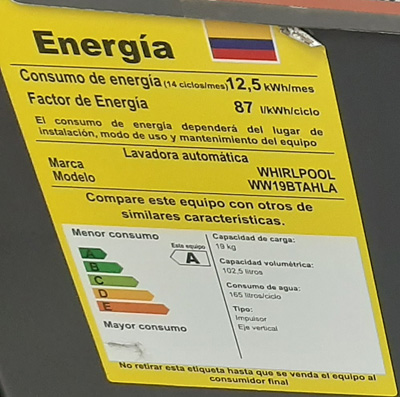 Energía
Consumo de energía (14 ciclos/mes) 12,5 kWh/mes
Factor de Energía 87 l/kWh/ciclo
El consumo de energía dependerá del lugar de
instalación, modo de uso y mantenimiento del equipo
Lavadora automática
Marca WHIRLPOOL
Modelo WW19BTAHLA
Compare este equipo con otros de
similares características.
Menor consumo
Este equipo
A
A
B
C
D
E
Mayor consumo
Capacidad de carga:
19 kg
Capacidad volumétrica:
102,5 litros
Consumo de agua:
165 litros/ciclo
Tipo:
Impulsor
Eje vertical
No retirar esta etiqueta hasta que se venda el equipo al
consumidor final